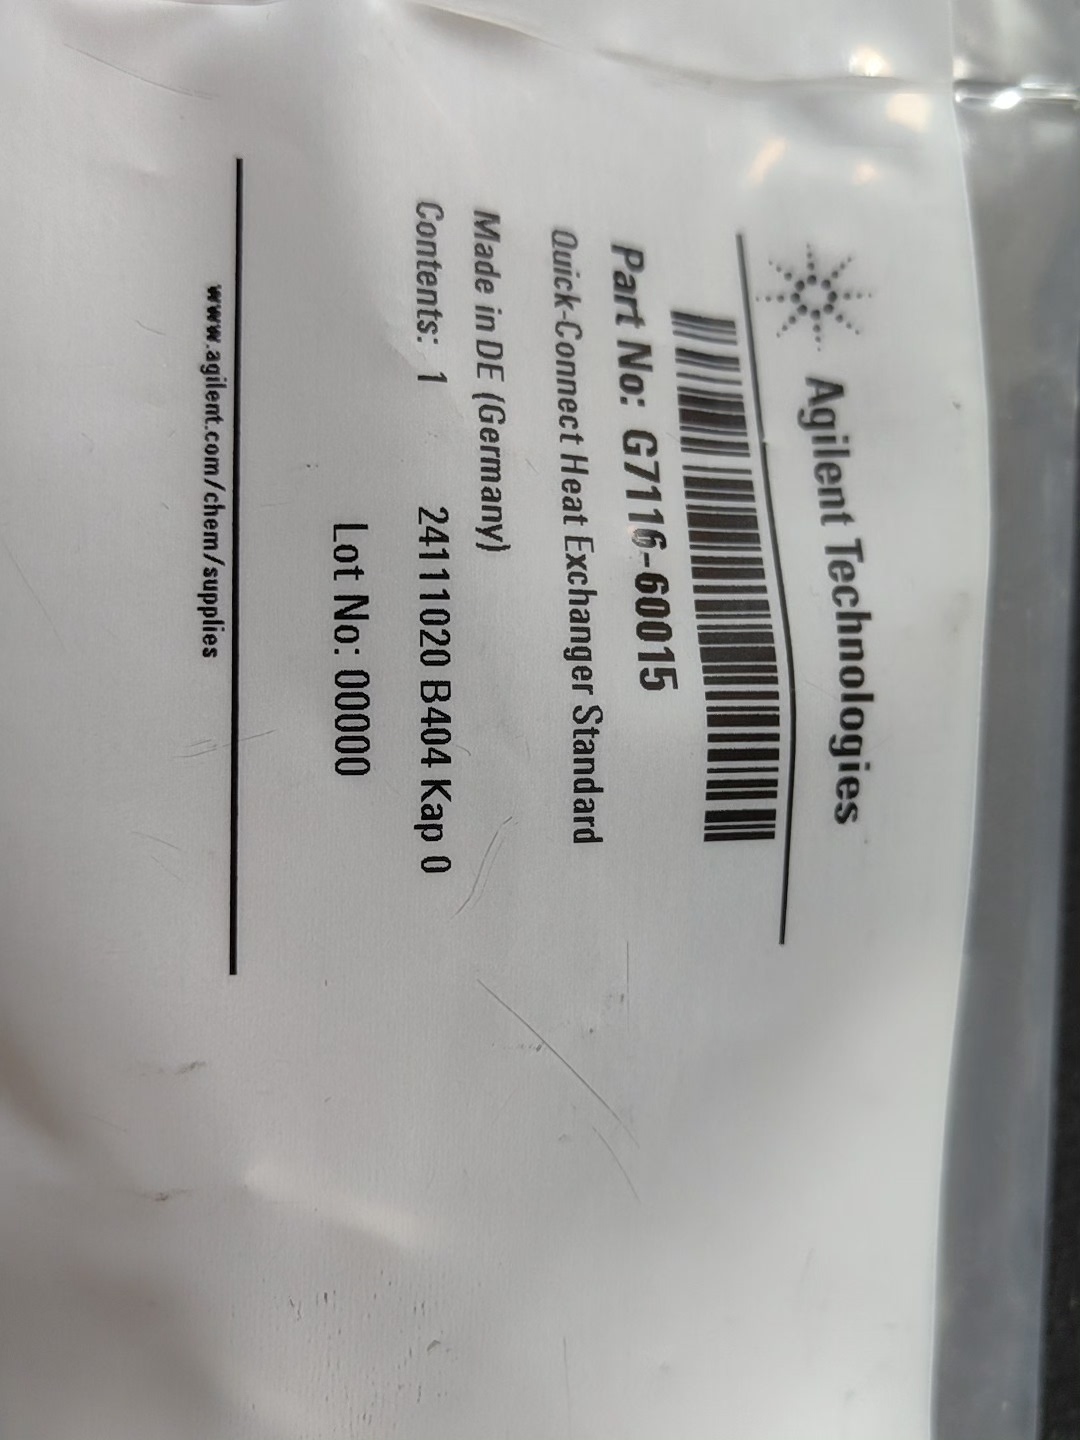 Agilent Technologies
Part No: G7116-60015
Quick-Connect Heat Exchanger Standard
Made in DE (Germany)
Contents: 1 24111020 B404 Kap 0
Lot No: 00000
www.agilent.com/chem/supplies